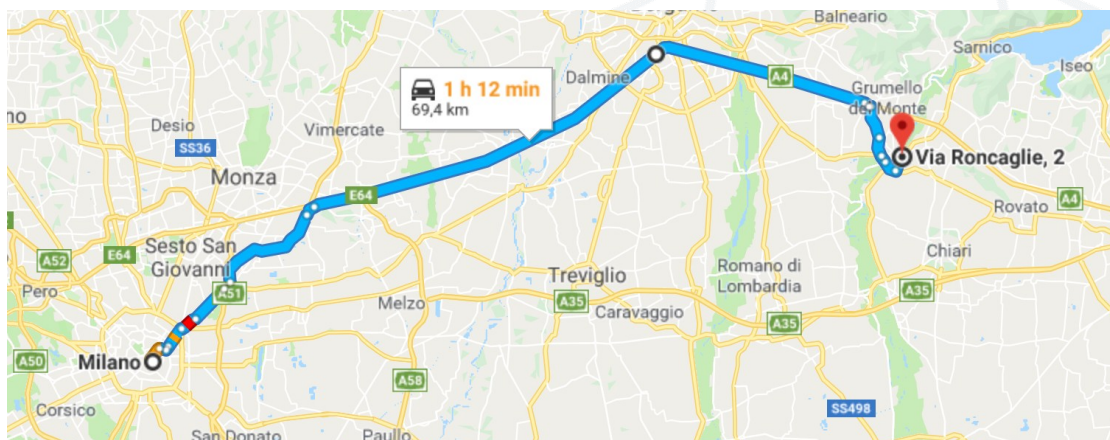 Balneario
Sarnico
Iseo
Dalmine
A4
Grumello
del Monte
1 h 12 min
69,4 km
Desio
SS36
Vimercate
Monza
Via Roncaglie, 2
E64
Rovato
A4
Sesto San
Giovanni
A52
E64
Chiari
Pero
A51
Treviglio
Romano di
Lombardia
Melzo
A35
Caravaggio
A35
A35
Milano
A50
A58
Corsico
SS498
San Donato
Paullo